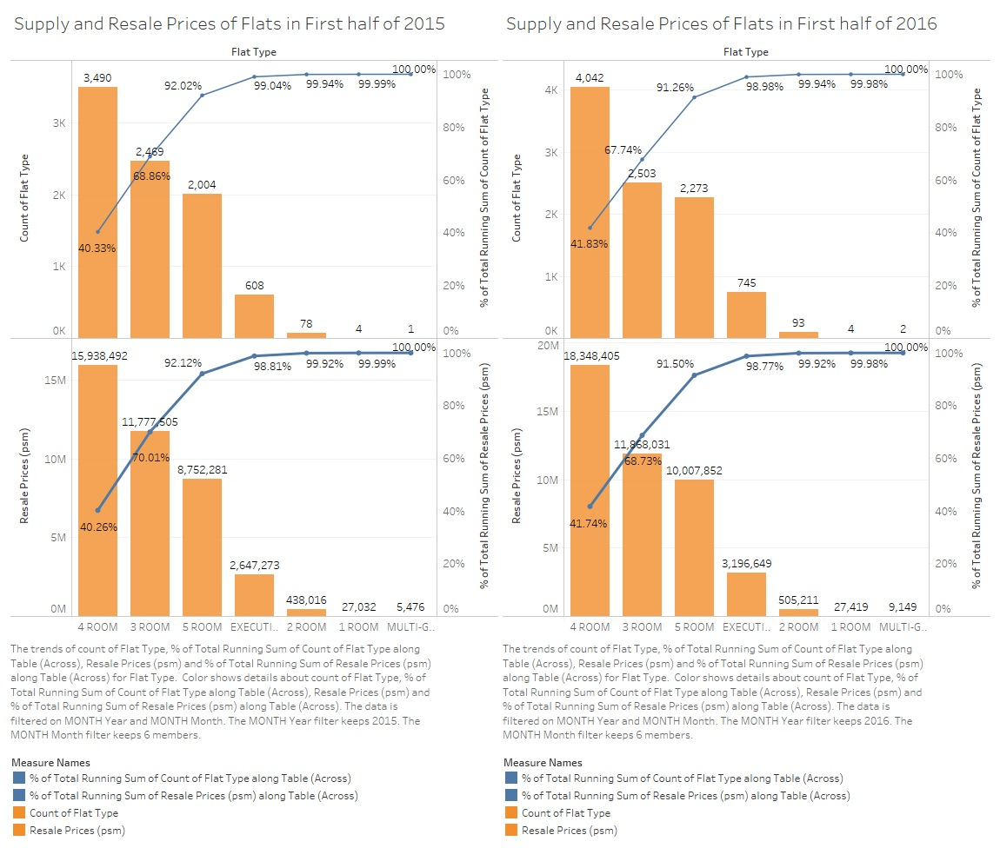 Supply and Resale Prices of Flats in First half of 2015
Flat Type
Count of Flat Type
3K
2K
1K
0K
3,490
2,469
2,004
608
78
4
1
40.33%
68.86%
92.02%
99.04%
99.94%
99.99%
100.00%
100%
80%
60%
40%
20%
0%
% of Total Running Sum of Count of Flat Type
Resale Prices (psm)
15M
10M
5M
0M
15,938,492
11,777,505
8,752,281
2,647,273
438,016
27,032
5,476
40.26%
70.01%
92.12%
98.81%
99.92%
99.99%
100.00%
100%
80%
60%
40%
20%
0%
% of Total Running Sum of Resale Prices (psm)
4 ROOM 3 ROOM 5 ROOM EXECUTI.. 2 ROOM 1 ROOM MULTI-G..
The trends of count of Flat Type, % of Total Running Sum of Count of Flat Type along
Table (Across), Resale Prices (psm) and % of Total Running Sum of Resale Prices (psm)
along Table (Across) for Flat Type. Color shows details about count of Flat Type, % of
Total Running Sum of Count of Flat Type along Table (Across), Resale Prices (psm) and
% of Total Running Sum of Resale Prices (psm) along Table (Across). The data is
filtered on MONTH Year and MONTH Month. The MONTH Year filter keeps 2015. The
MONTH Month filter keeps 6 members.
Measure Names
% of Total Running Sum of Count of Flat Type along Table (Across)
% of Total Running Sum of Resale Prices (psm) along Table (Across)
Count of Flat Type
Resale Prices (psm)
Supply and Resale Prices of Flats in First half of 2016
Flat Type
Count of Flat Type
4K
3K
2K
1K
0K
4,042
2,503
2,273
745
93
4
2
41.83%
67.74%
91.26%
98.98%
99.94%
99.98%
100.00%
100%
80%
60%
40%
20%
0%
% of Total Running Sum of Count of Flat Type
Resale Prices (psm)
20M
15M
10M
5M
0M
18,348,405
11,868,031
10,007,852
3,196,649
505,211
27,419
9,149
41.74%
68.73%
91.50%
98.77%
99.92%
99.98%
100.00%
100%
80%
60%
40%
20%
0%
% of Total Running Sum of Resale Prices (psm)
4 ROOM 3 ROOM 5 ROOM EXECUTI.. 2 ROOM 1 ROOM MULTI-G..
The trends of count of Flat Type, % of Total Running Sum of Count of Flat Type along
Table (Across), Resale Prices (psm) and % of Total Running Sum of Resale Prices (psm)
along Table (Across) for Flat Type. Color shows details about count of Flat Type, % of
Total Running Sum of Count of Flat Type along Table (Across), Resale Prices (psm) and
% of Total Running Sum of Resale Prices (psm) along Table (Across). The data is
filtered on MONTH Year and MONTH Month. The MONTH Year filter keeps 2016. The
MONTH Month filter keeps 6 members.
Measure Names
% of Total Running Sum of Count of Flat Type along Table (Across)
% of Total Running Sum of Resale Prices (psm) along Table (Across)
Count of Flat Type
Resale Prices (psm)